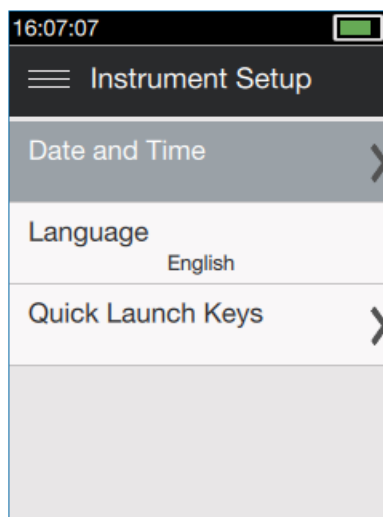 16:07:07
Instrument Setup
Date and Time
Language
English
Quick Launch Keys